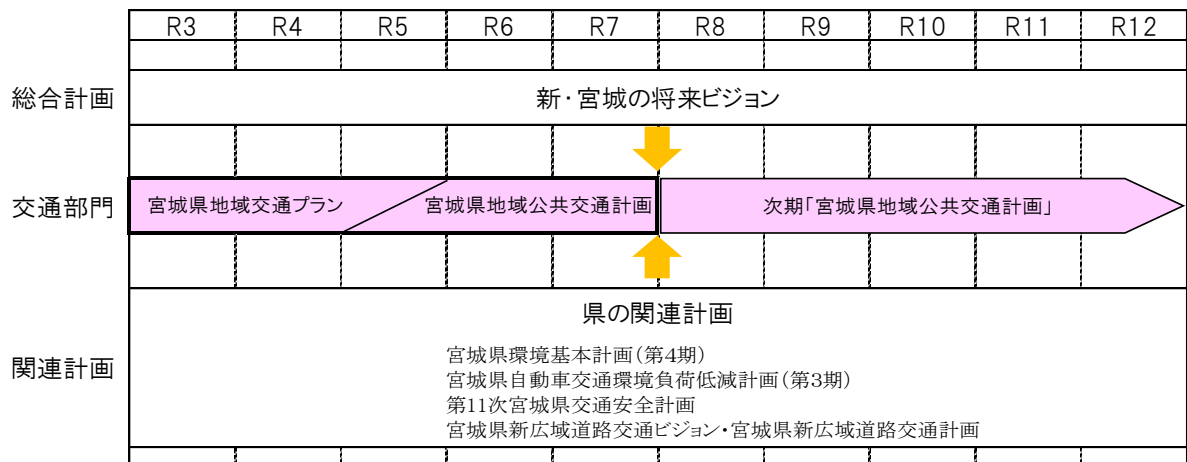 R3 R4 R5 R6 R7 R8 R9 R10 R11 R12
総合計画 新・宮城の将来ビジョン
交通部門 宮城県地域交通プラン 宮城県地域公共交通計画 次期「宮城県地域公共交通計画」
県の関連計画
宮城県環境基本計画(第4期)
関連計画 宮城県自動車交通環境負荷低減計画(第3期)
第11次宮城県交通安全計画
宮城県新広域道路交通ビジョン・宮城県新広域道路交通計画